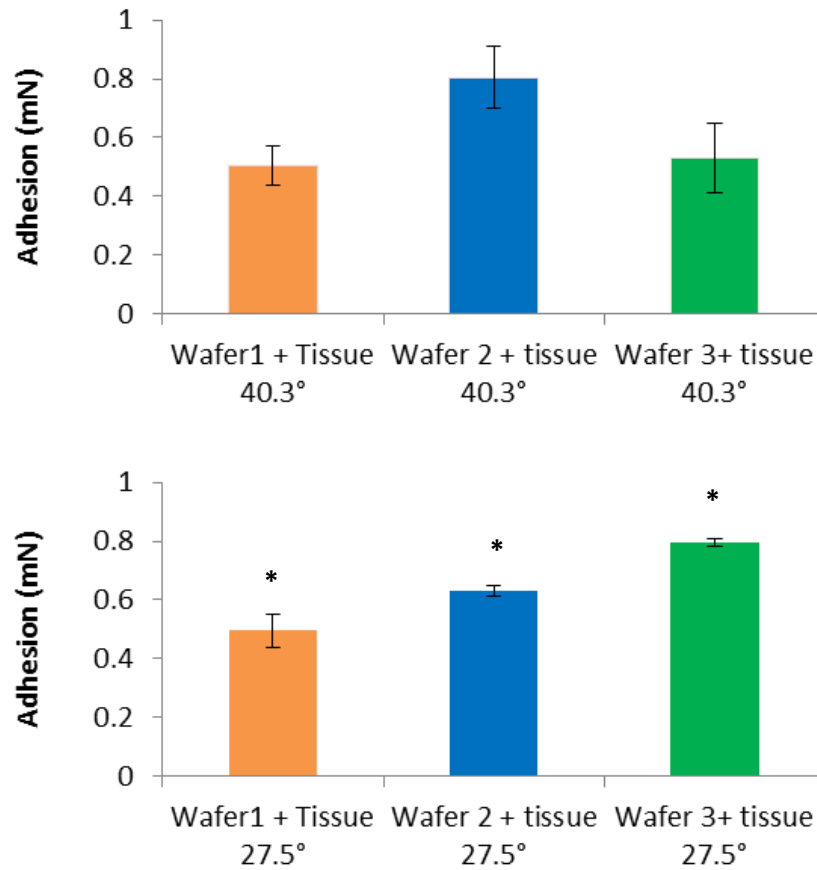 Adhesion (mN)
1
0.8
0.6
0.4
0.2
0
Wafer1 + Tissue Wafer 2 + tissue Wafer 3+ tissue
40.3° 40.3° 40.3°
Adhesion (mN)
1
0.8
0.6
0.4
0.2
0
* * *
Wafer1 + Tissue Wafer 2 + tissue Wafer 3+ tissue
27.5° 27.5° 27.5°